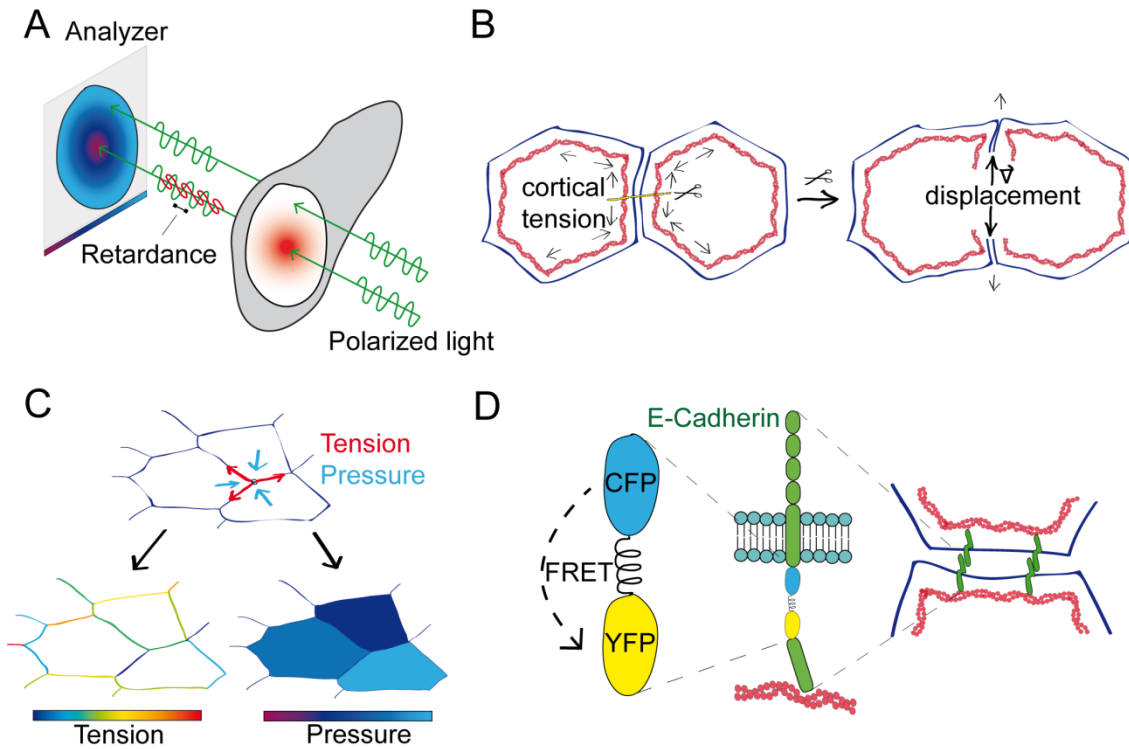 A
Analyzer
Retardance
Polarized light
B
cortical
tension
displacement
C
Tension
Pressure
Tension
Pressure
D
E-Cadherin
CFP
FRET
YFP